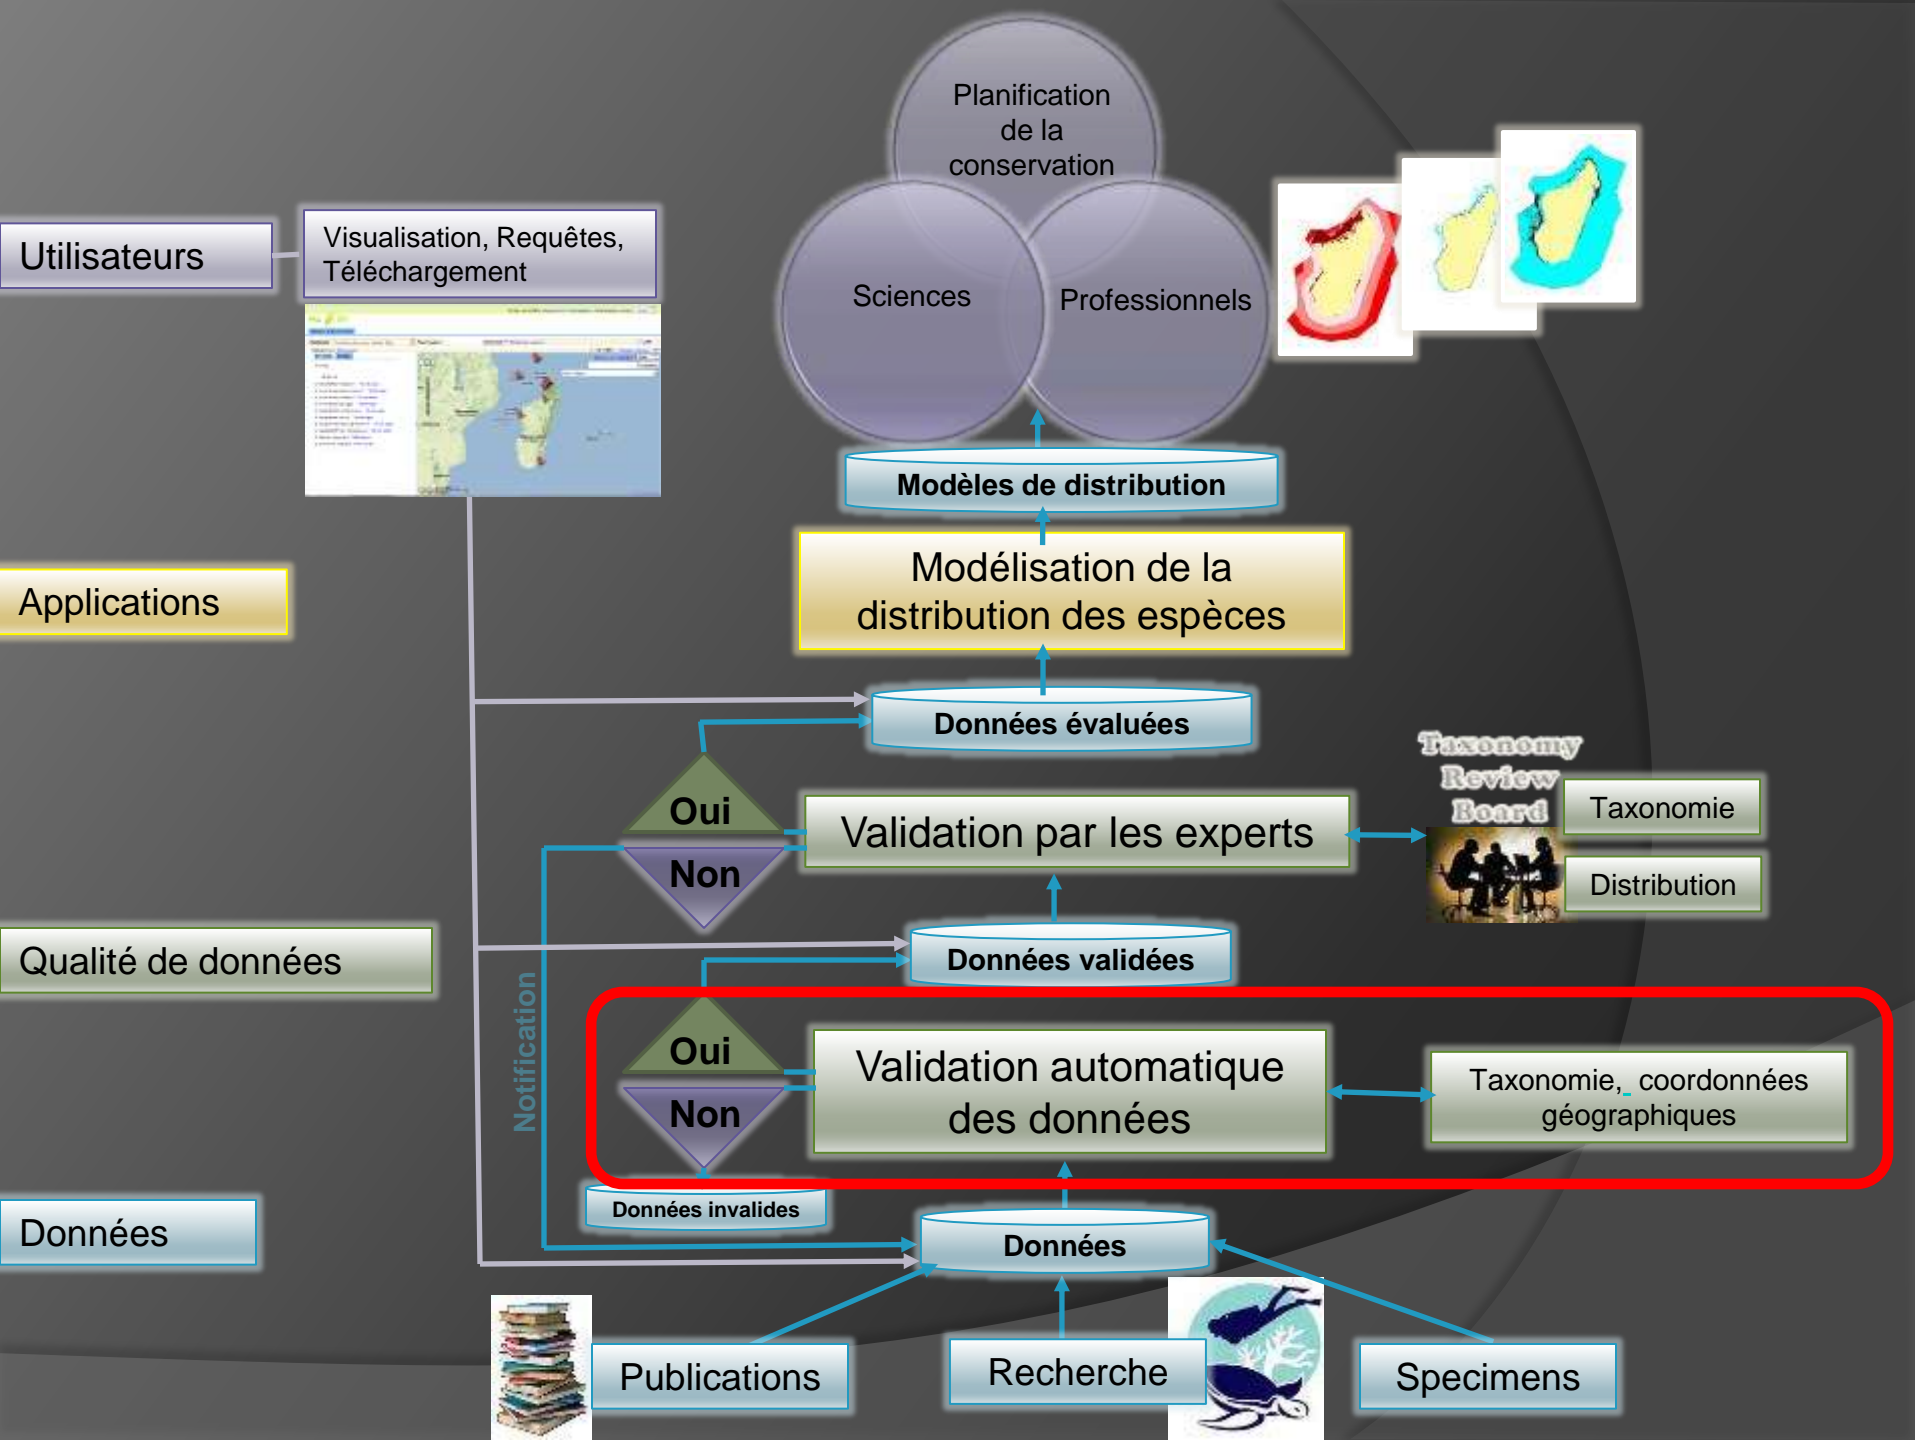 Planification
de la
conservation
Utilisateurs
Visualisation, Requêtes,
Téléchargement
Sciences
Professionnels
Modèles de distribution
Applications
Modélisation de la
distribution des espèces
Données évaluées
Taxonomy
Review
Board
Oui
Validation par les experts
Taxonomie
Non
Distribution
Qualité de données
Données validées
Notification
Oui
Validation automatique
des données
Taxonomie, coordonnées
géographiques
Non
Données invalides
Données
Données
Publications
Recherche
Specimens